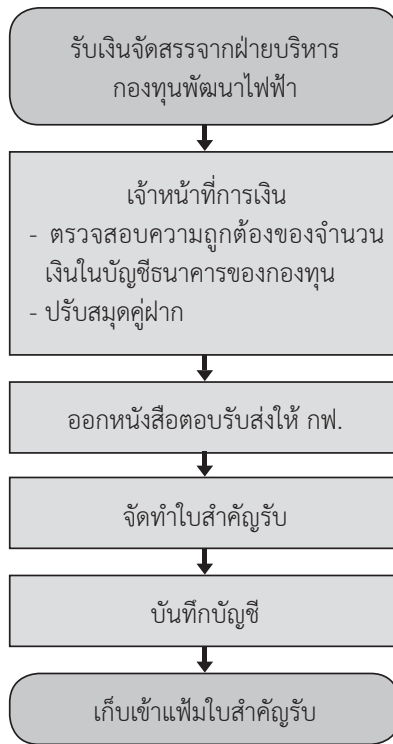 รับเงินจัดสรรจากฝ่ายบริหาร
กองทุนพัฒนาไฟฟ้า
เจ้าหน้าที่การเงิน
- ตรวจสอบความถูกต้องของจำนวน
เงินในบัญชีธนาคารของกองทุน
- ปรับสมุดคู่ฝาก
ออกหนังสือตอบรับส่งให้ กฟ.
จัดทำใบสำคัญรับ
บันทึกบัญชี
เก็บเข้าแฟ้มใบสำคัญรับ